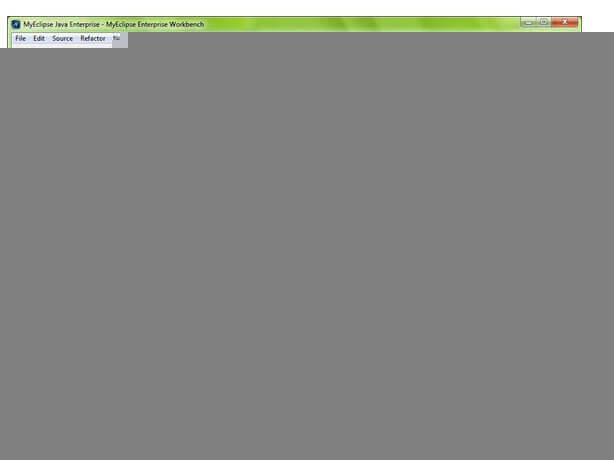 MyEclipse Java Enterprise - MyEclipse Enterprise Workbench
File Edit Source Refactor